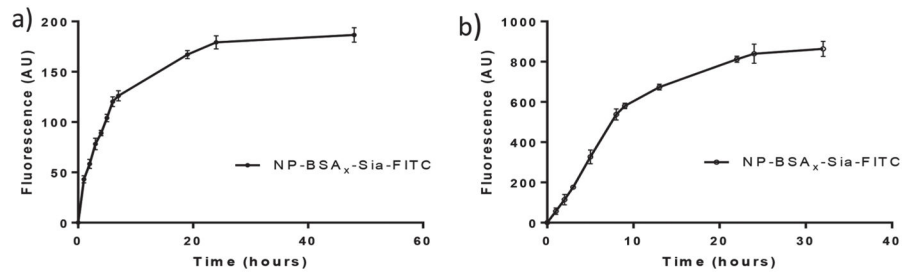 a)
200
150
100
50
0
Fluorescence (AU)
NP-BSAx-Sia-FITC
0 20 40 60
Time (hours)
b)
1000
800
600
400
200
0
Fluorescence (AU)
NP-BSAx-Sia-FITC
0 10 20 30 40
Time (hours)